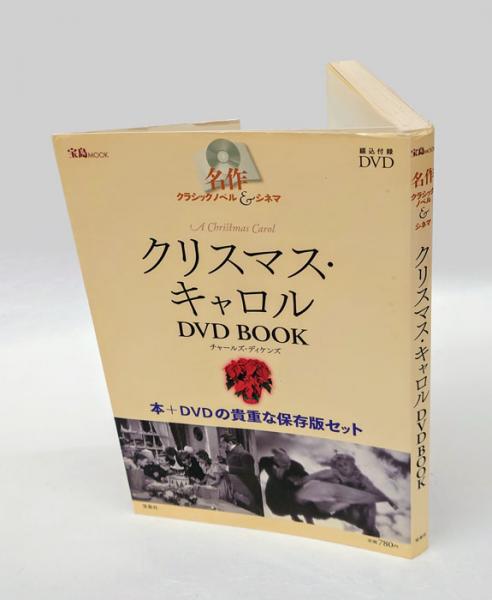 宝島MOOK
綴込付録
DVD
名作
クラシックノベル&シネマ
A Christmas Carol
クリスマス・
キャロル
DVD BOOK
チャールズ・ディケンズ
本+DVDの貴重な保存版セット
宝島社
定価780円
宝島MOOK
名作
クラシック
ノベル
&
シネマ
クリスマス・キャロル DVD BOOK
宝島社